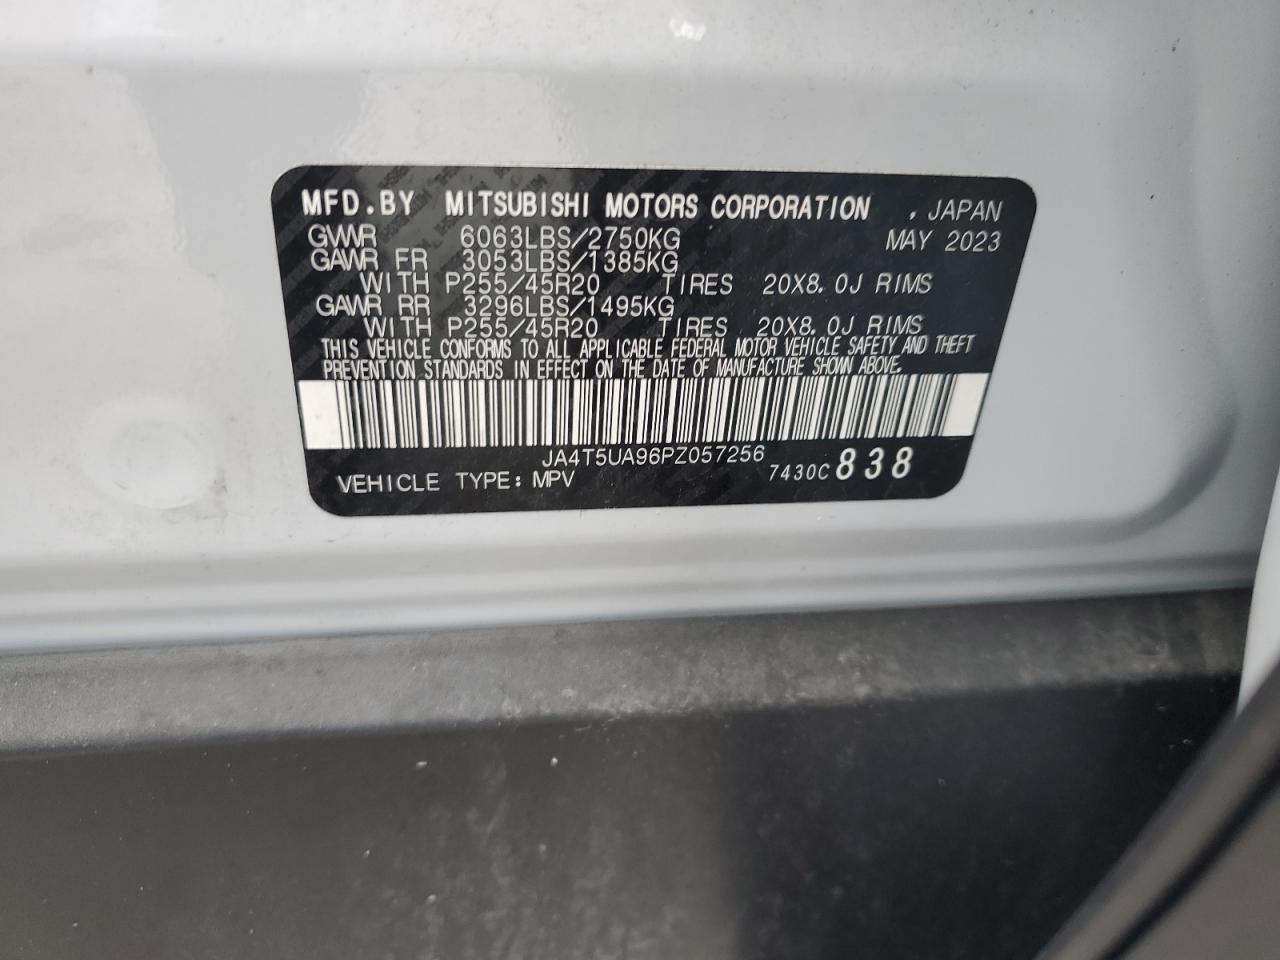 MFD.BY MITSUBISHI MOTORS CORPORATION , JAPAN
GVWR 6063LBS/2750KG MAY 2023
GAWR FR 3053LBS/1385KG
WITH P255/45R20 TIRES 20X8.0J RIMS
GAWR RR 3296LBS/1495KG
WITH P255/45R20 TIRES 20X8.0J RIMS
THIS VEHICLE CONFORMS TO ALL APPLICABLE FEDERAL MOTOR VEHICLE SAFETY AND THEFT
PREVENTION STANDARDS IN EFFECT ON THE DATE OF MANUFACTURE SHOWN ABOVE.
JA4T5UA96PZ057256
VEHICLE TYPE: MPV 7430C 838